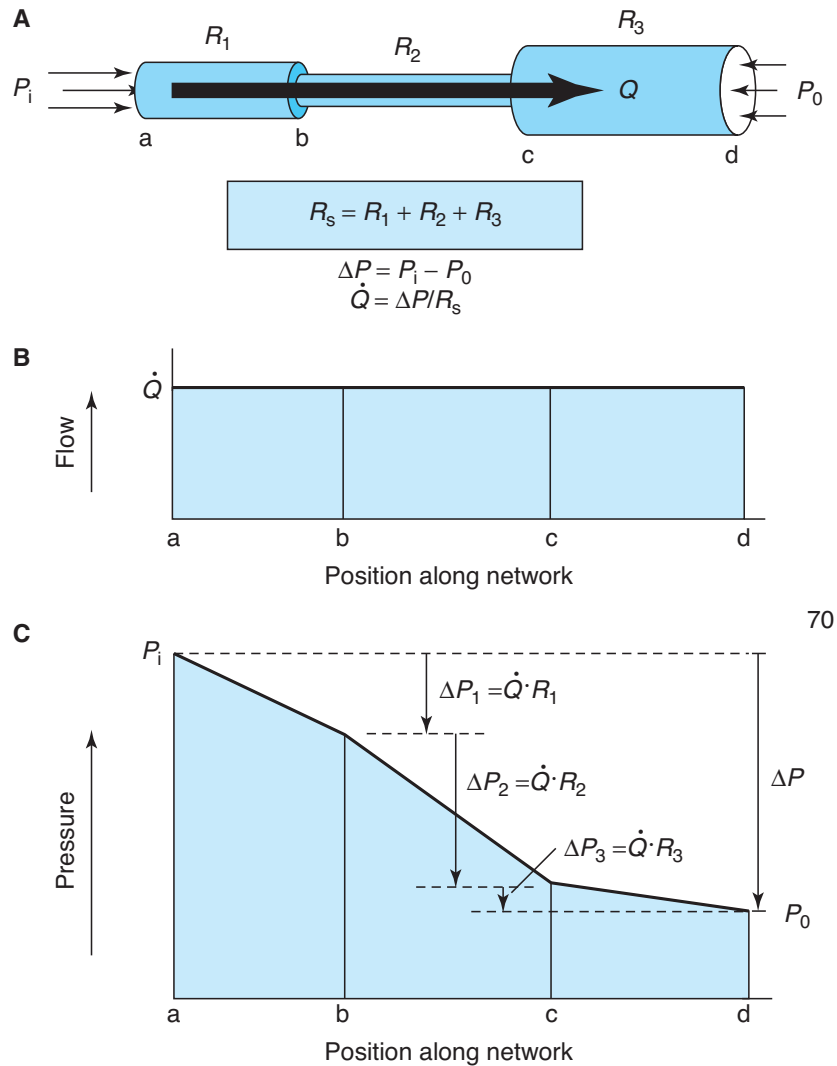 A
R1 R2 R3
Pi Q P0
a b c d
Rs = R1 + R2 + R3
ΔP = Pi – P0
Q̇ = ΔP/Rs
B
Q̇
Flow
a b c d
Position along network
70
C
Pi
ΔP1 = Q̇·R1
ΔP2 = Q̇·R2
ΔP
ΔP3 = Q̇·R3
Pressure
P0
a b c d
Position along network